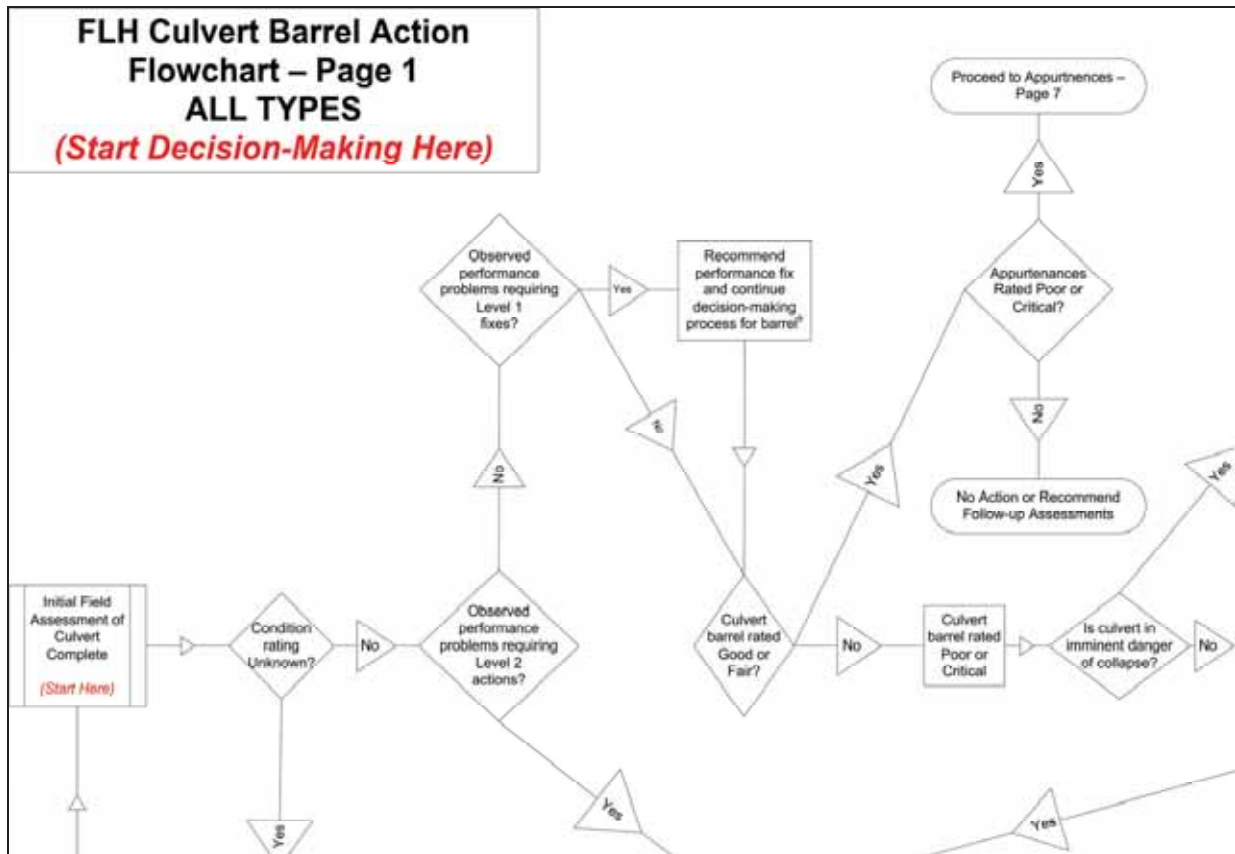 FLH Culvert Barrel Action
Flowchart – Page 1
ALL TYPES
(Start Decision-Making Here)
Proceed to Appurtnences –
Page 7
Yes
Appurtenances
Rated Poor or
Critical?
No
No Action or Recommend
Follow-up Assessments
Observed
performance
problems requiring
Level 1
fixes?
Yes
Recommend
performance fix
and continue
decision-making
process for barrel
No
No
Yes
Yes
Initial Field
Assessment of
Culvert
Complete
(Start Here)
Condition
rating
Unknown?
No
Observed
performance
problems requiring
Level 2
actions?
Culvert
barrel rated
Good or
Fair?
No
Culvert
barrel rated
Poor or
Critical
Is culvert in
imminent danger
of collapse?
No
Yes
Yes
Yes